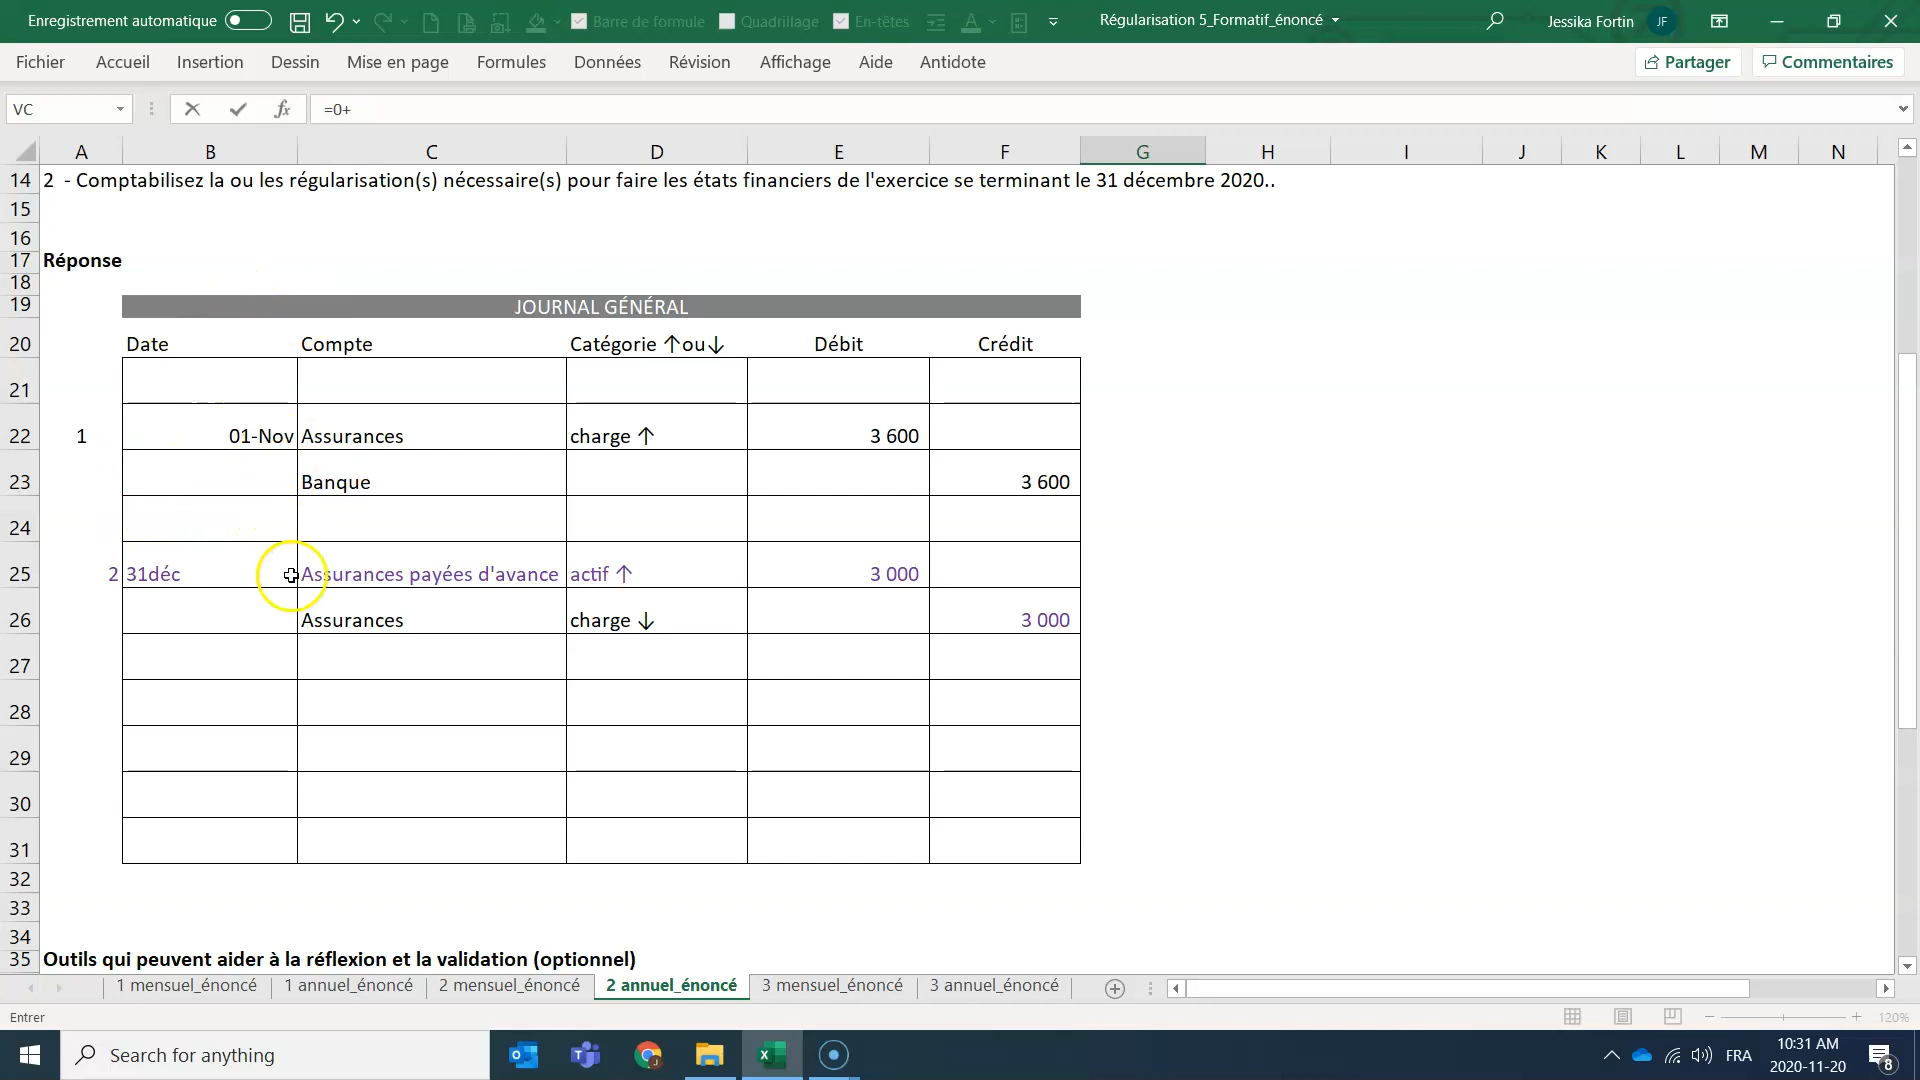 Enregistrement automatique
Barre de formule Quadrillage En-têtes A Régularisation 5_Formatif_énoncé Jessika Fortin JF
Fichier Accueil Insertion Dessin Mise en page Formules Données Révision Affichage Aide Antidote Partager Commentaires
VC fx =0+
A B C D E F G H I J K L M N
14 2 - Comptabilisez la ou les régularisation(s) nécessaire(s) pour faire les états financiers de l'exercice se terminant le 31 décembre 2020..
15
16
17 Réponse
18
19 JOURNAL GÉNÉRAL
20 Date Compte Catégorie ↑ou↓ Débit Crédit
21
22 1 01-Nov Assurances charge ↑ 3 600
23 Banque 3 600
24
25 2 31déc Assurances payées d'avance actif ↑ 3 000
26 Assurances charge ↓ 3 000
27
28
29
30
31
32
33
34
35 Outils qui peuvent aider à la réflexion et la validation (optionnel)
1 mensuel_énoncé 1 annuel_énoncé 2 mensuel_énoncé 2 annuel_énoncé 3 mensuel_énoncé 3 annuel_énoncé
Entrer 120%
Search for anything FRA 10:31 AM
2020-11-20 8